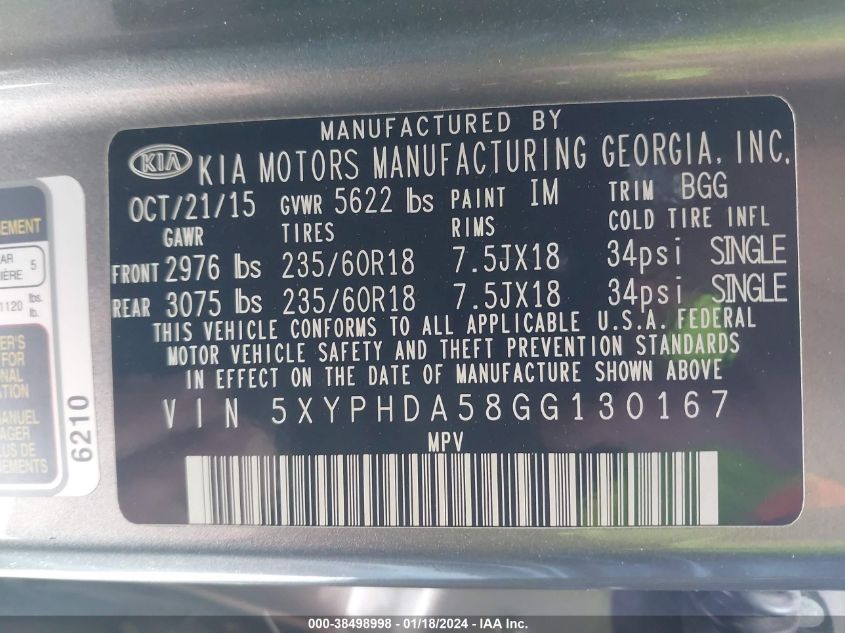 MANUFACTURED BY
KIA KIA MOTORS MANUFACTURING GEORGIA, INC.
OCT/21/15 GVWR 5622 lbs PAINT IM TRIM BGG
GAWR TIRES RIMS COLD TIRE INFL
FRONT 2976 lbs 235/60R18 7.5JX18 34psi SINGLE
REAR 3075 lbs 235/60R18 7.5JX18 34psi SINGLE
THIS VEHICLE CONFORMS TO ALL APPLICABLE U.S.A. FEDERAL
MOTOR VEHICLE SAFETY AND THEFT PREVENTION STANDARDS
IN EFFECT ON THE DATE OF MANUFACTURE SHOWN ABOVE
VIN 5XYPHDA58GG130167
MPV
5
1120 lbs.
lb.
6210
000-38498998 - 01/18/2024 - IAA Inc.